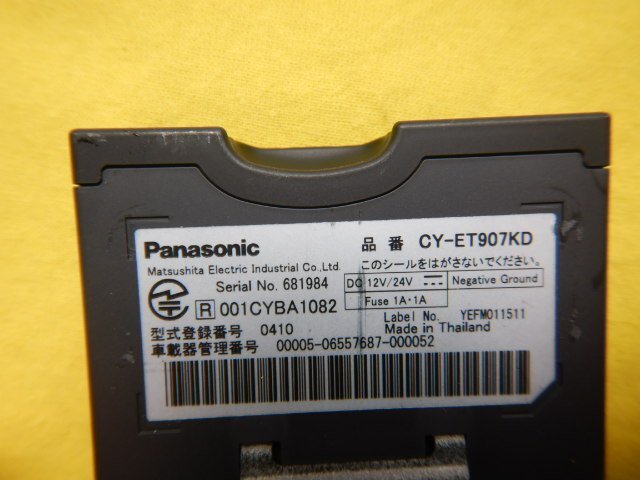 Panasonic 品番 CY-ET907KD
Matsushita Electric Industrial Co.,Ltd. このシールをはがさないでください。
Serial No. 681984 DC 12V/24V Negative Ground
R 001CYBA1082 Fuse 1A・1A
Label No. YEFM011511
型式登録番号 0410 Made in Thailand
車載器管理番号 00005-06557687-000052